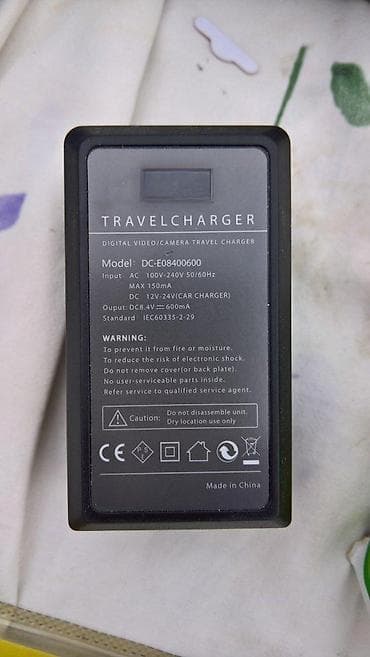 TRAVELCHARGER
DIGITAL VIDEO/CAMERA TRAVEL CHARGER
Model: DC-E08400600
Input: AC 100V-240V 50/60Hz
MAX 150mA
DC 12V-24V(CAR CHARGER)
Ouput: DC8.4V⎓600mA
Standard : IEC60335-2-29
WARNING:
To prevent it from fire or moisture.
To reduce the risk of electronic shock.
Do not remove cover(or back plate).
No user-serviceable parts inside.
Refer service to qualified service agent.
Caution: Do not disassemble unit.
Dry location use only
CE P S E
Made in China